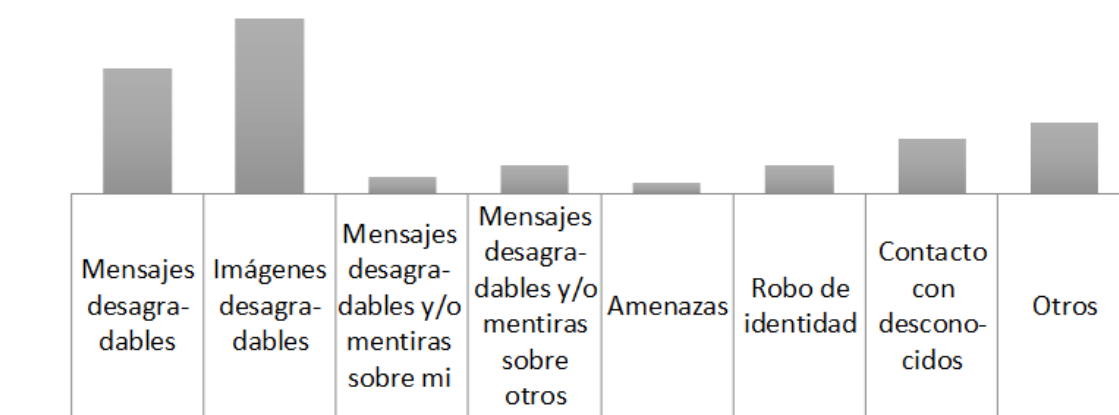 Mensajes
desagra-
dables
Imágenes
desagra-
dables
Mensajes
desagra-
dables y/o
mentiras
sobre mi
Mensajes
desagra-
dables y/o
mentiras
sobre
otros
Amenazas
Robo de
identidad
Contacto
con
descono-
cidos
Otros